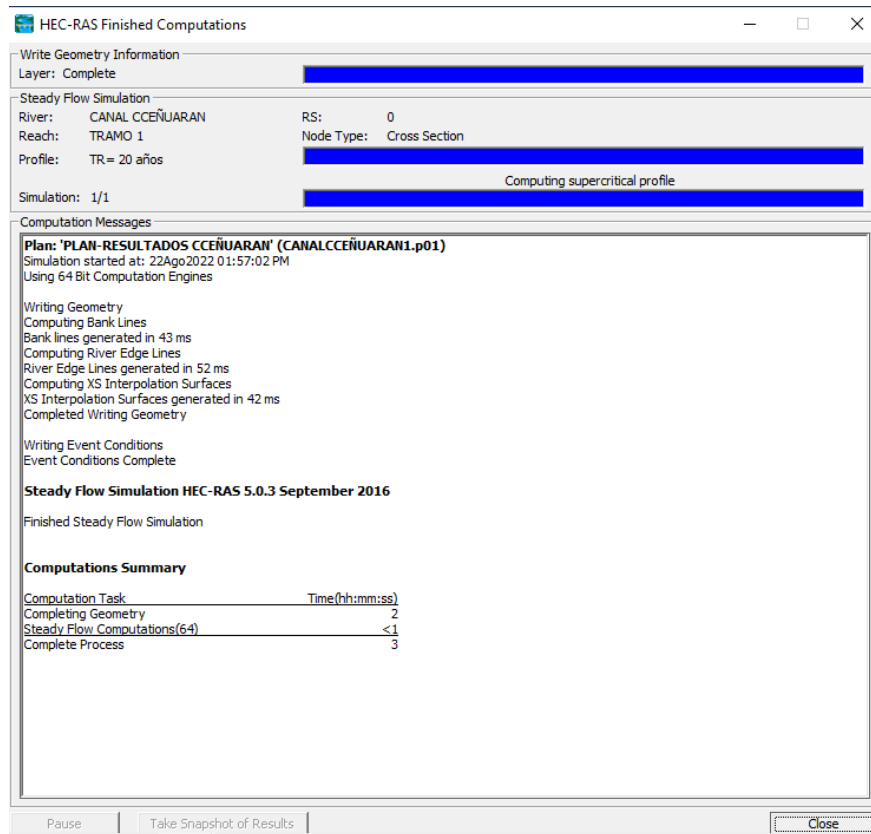 HEC-RAS Finished Computations
Write Geometry Information
Layer: Complete
Steady Flow Simulation
River: CANAL CCEÑUARAN RS: 0
Reach: TRAMO 1 Node Type: Cross Section
Profile: TR= 20 años
Computing supercritical profile
Simulation: 1/1
Computation Messages
Plan: 'PLAN-RESULTADOS CCEÑUARAN' (CANALCCEÑUARAN1.p01)
Simulation started at: 22Ago2022 01:57:02 PM
Using 64 Bit Computation Engines
Writing Geometry
Computing Bank Lines
Bank lines generated in 43 ms
Computing River Edge Lines
River Edge Lines generated in 52 ms
Computing XS Interpolation Surfaces
XS Interpolation Surfaces generated in 42 ms
Completed Writing Geometry
Writing Event Conditions
Event Conditions Complete
Steady Flow Simulation HEC-RAS 5.0.3 September 2016
Finished Steady Flow Simulation
Computations Summary
Computation Task Time(hh:mm:ss)
Completing Geometry 2
Steady Flow Computations(64) <1
Complete Process 3
Pause Take Snapshot of Results Close